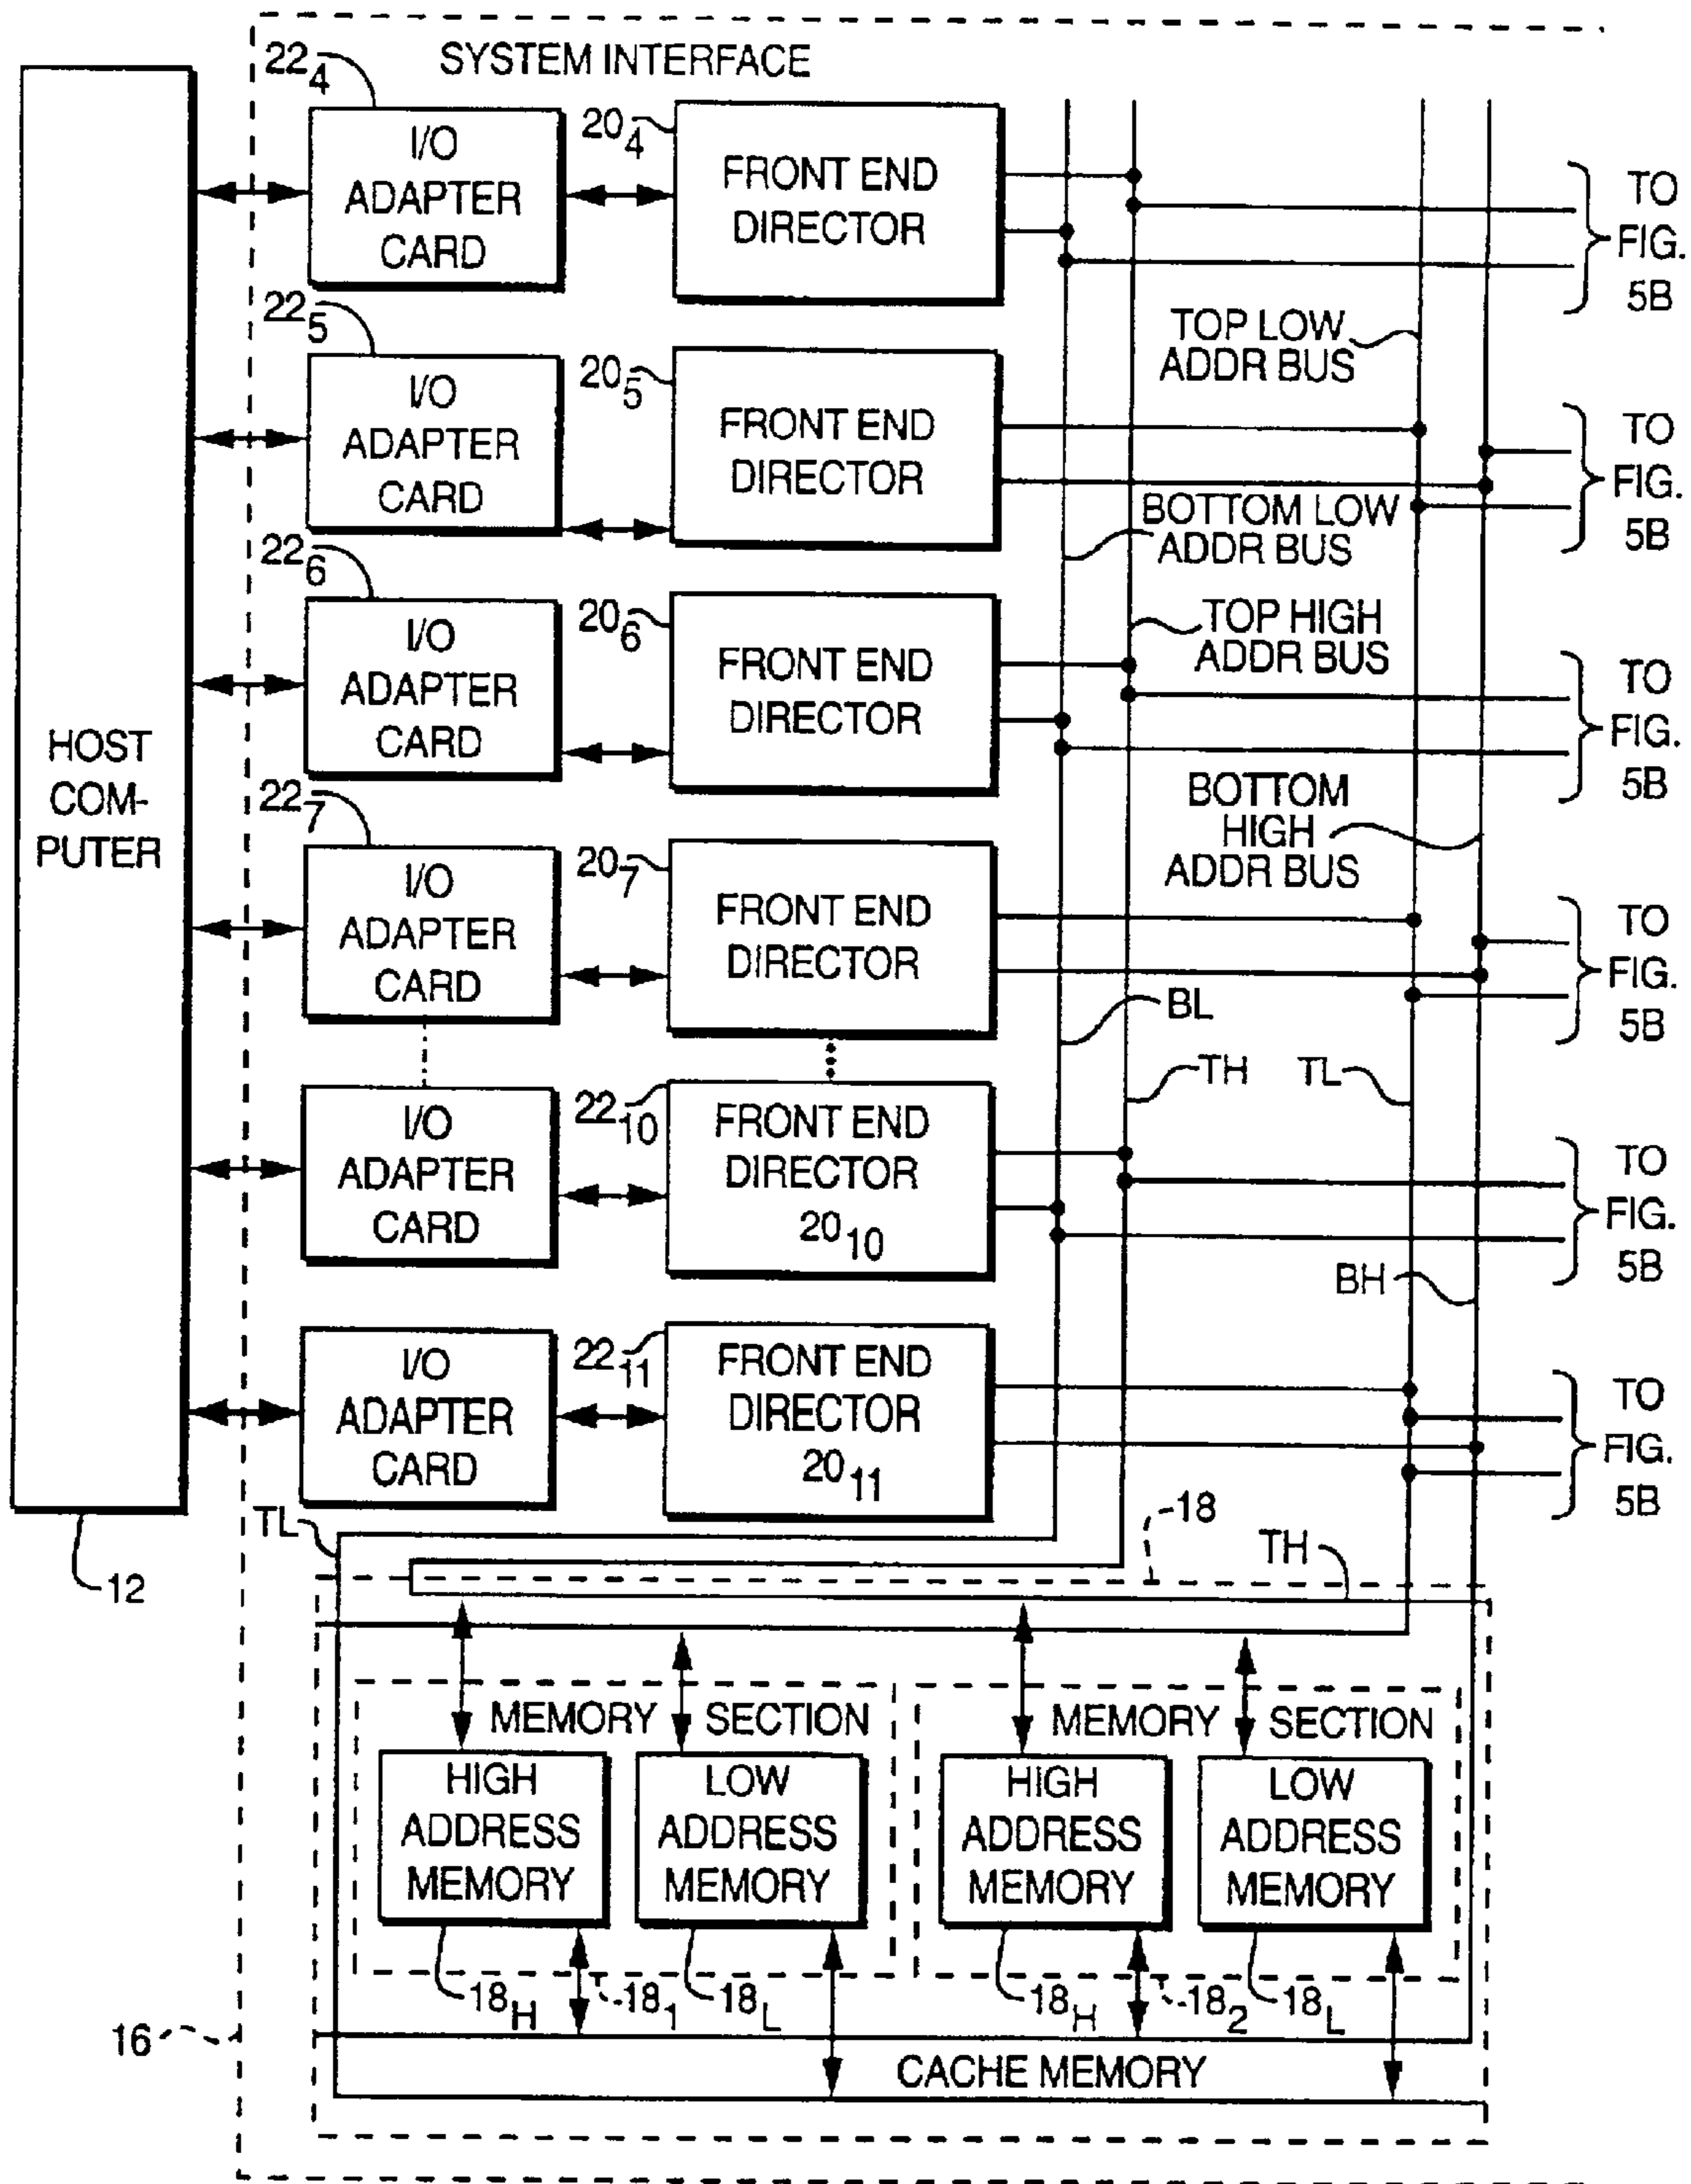 SYSTEM INTERFACE
HOST
COM-
PUTER
12
22 4
I/O
ADAPTER
CARD
20 4
FRONT END
DIRECTOR
TO
FIG.
5B
TOP LOW
ADDR BUS
22 5
I/O
ADAPTER
CARD
20 5
FRONT END
DIRECTOR
TO
FIG.
5B
BOTTOM LOW
ADDR BUS
22 6
I/O
ADAPTER
CARD
20 6
FRONT END
DIRECTOR
TOP HIGH
ADDR BUS
TO
FIG.
5B
BOTTOM
HIGH
ADDR BUS
22 7
I/O
ADAPTER
CARD
20 7
FRONT END
DIRECTOR
TO
FIG.
5B
BL
TH
TL
I/O
ADAPTER
CARD
22 10
FRONT END
DIRECTOR
20 10
TO
FIG.
5B
BH
I/O
ADAPTER
CARD
22 11
FRONT END
DIRECTOR
20 11
TO
FIG.
5B
TL
18
TH
MEMORY SECTION
HIGH
ADDRESS
MEMORY
LOW
ADDRESS
MEMORY
MEMORY SECTION
HIGH
ADDRESS
MEMORY
LOW
ADDRESS
MEMORY
18 H
18 1
18 L
18 H
18 2
18 L
16
CACHE MEMORY